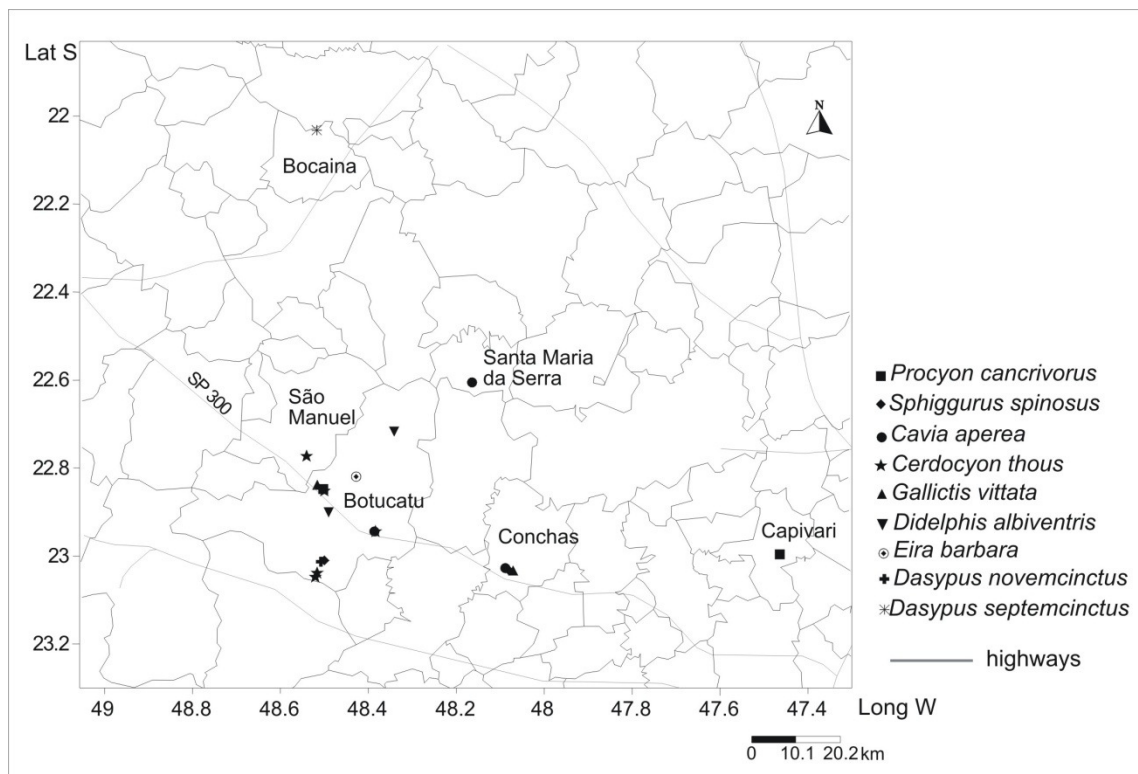 Lat S
22
22.2
22.4
22.6
22.8
23
23.2
49
48.8
48.6
48.4
48.2
48
47.8
47.6
47.4
Long W
N
Bocaina
Santa Maria
da Serra
SP 300
São
Manuel
Botucatu
Conchas
Capivari
Procyon cancrivorus
Sphiggurus spinosus
Cavia aperea
Cerdocyon thous
Gallictis vittata
Didelphis albiventris
Eira barbara
Dasypus novemcinctus
Dasypus septemcinctus
highways
0 10.1 20.2 km